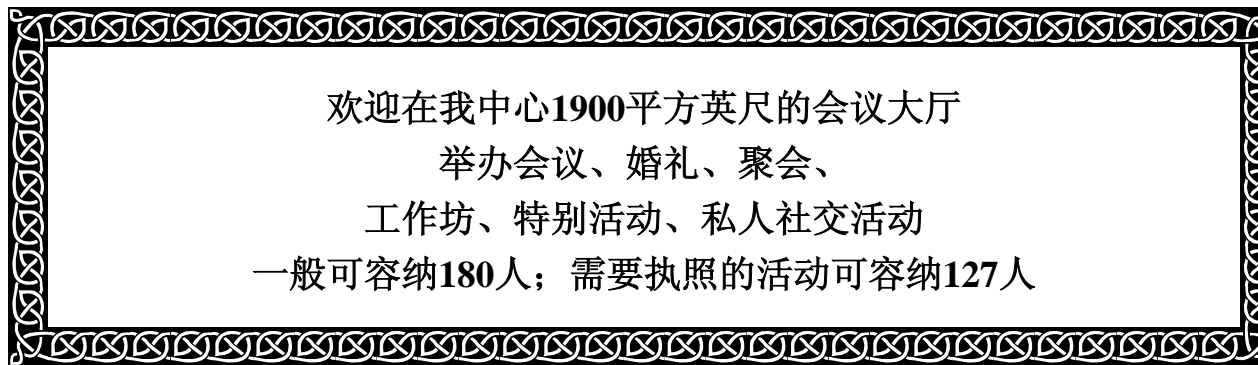 欢迎在我中心1900平方英尺的会议大厅
举办会议、婚礼、聚会、
工作坊、特别活动、私人社交活动
一般可容纳180人；需要执照的活动可容纳127人